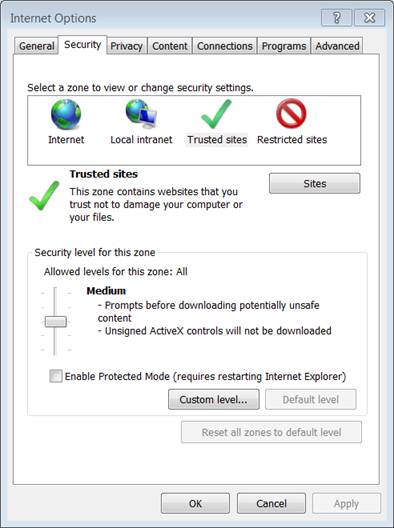 Internet Options
General Security Privacy Content Connections Programs Advanced
Select a zone to view or change security settings.
Internet Local intranet Trusted sites Restricted sites
Trusted sites
Sites
This zone contains websites that you
trust not to damage your computer or
your files.
Security level for this zone
Allowed levels for this zone: All
Medium
- Prompts before downloading potentially unsafe
content
- Unsigned ActiveX controls will not be downloaded
Enable Protected Mode (requires restarting Internet Explorer)
Custom level... Default level
Reset all zones to default level
OK Cancel Apply